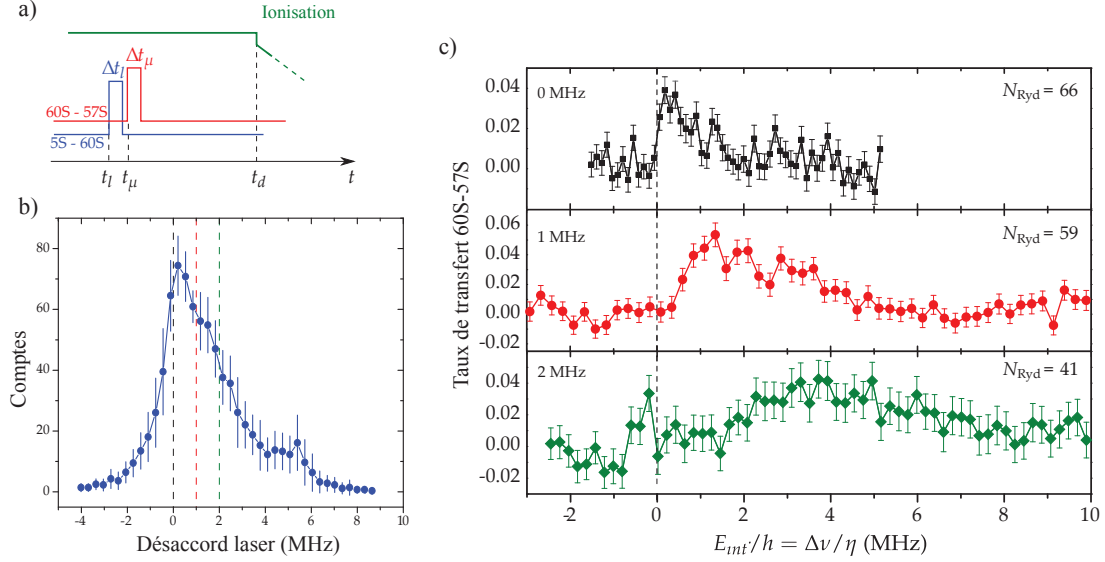 a)
Ionisation
Δt_l
Δt_μ
60S - 57S
5S - 60S
t_l
t_μ
t_d
t
b)
80
60
40
20
0
Comptes
-4
-2
0
2
4
6
8
10
Désaccord laser (MHz)
c)
0.04
0.02
0.00
0 MHz
N_Ryd = 66
0.06
0.04
0.02
0.00
-0.02
1 MHz
N_Ryd = 59
0.04
0.02
0.00
-0.02
2 MHz
N_Ryd = 41
Taux de transfert 60S-57S
-2
0
2
4
6
8
10
E_int/h = Δν/η (MHz)